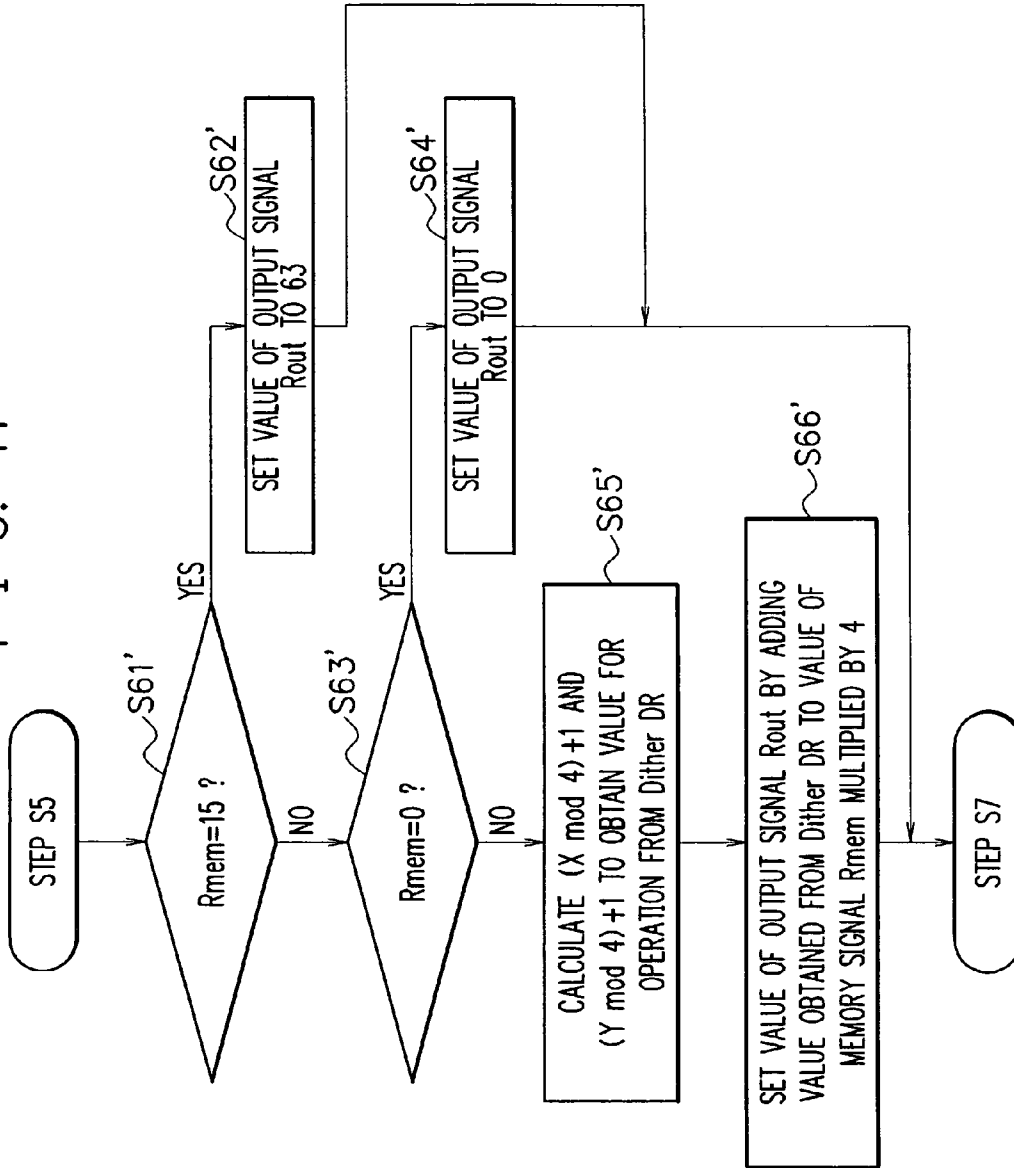 STEP S5
S61'
Rmem=15 ?
YES
NO
S62'
SET VALUE OF OUTPUT SIGNAL
Rout TO 63
S63'
Rmem=0 ?
YES
NO
S64'
SET VALUE OF OUTPUT SIGNAL
Rout TO 0
S65'
CALCULATE (X mod 4)+1 AND
(Y mod 4)+1 TO OBTAIN VALUE FOR
OPERATION FROM Dither DR
S66'
SET VALUE OF OUTPUT SIGNAL Rout BY ADDING
VALUE OBTAINED FROM Dither DR TO VALUE OF
MEMORY SIGNAL Rmem MULTIPLIED BY 4
STEP S7